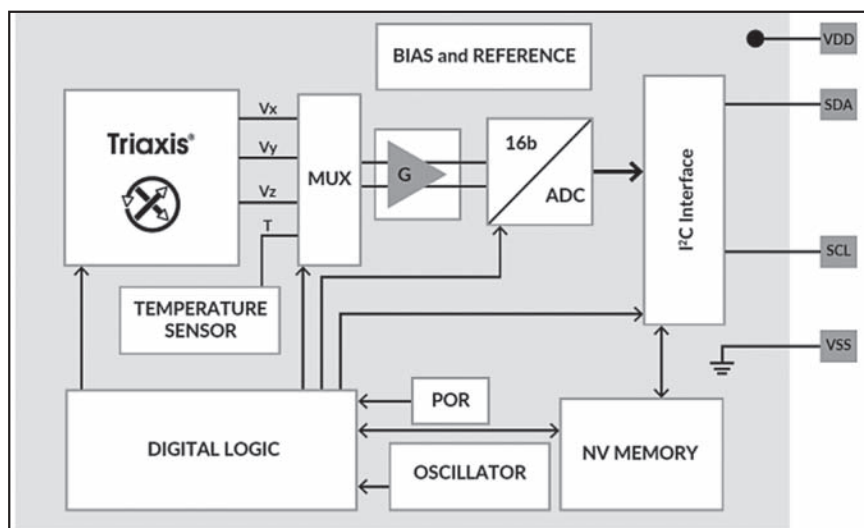 BIAS and REFERENCE
VDD
SDA
Triaxis®
Vx
Vy
Vz
T
MUX
G
16b
ADC
I²C Interface
SCL
TEMPERATURE
SENSOR
VSS
DIGITAL LOGIC
POR
OSCILLATOR
NV MEMORY